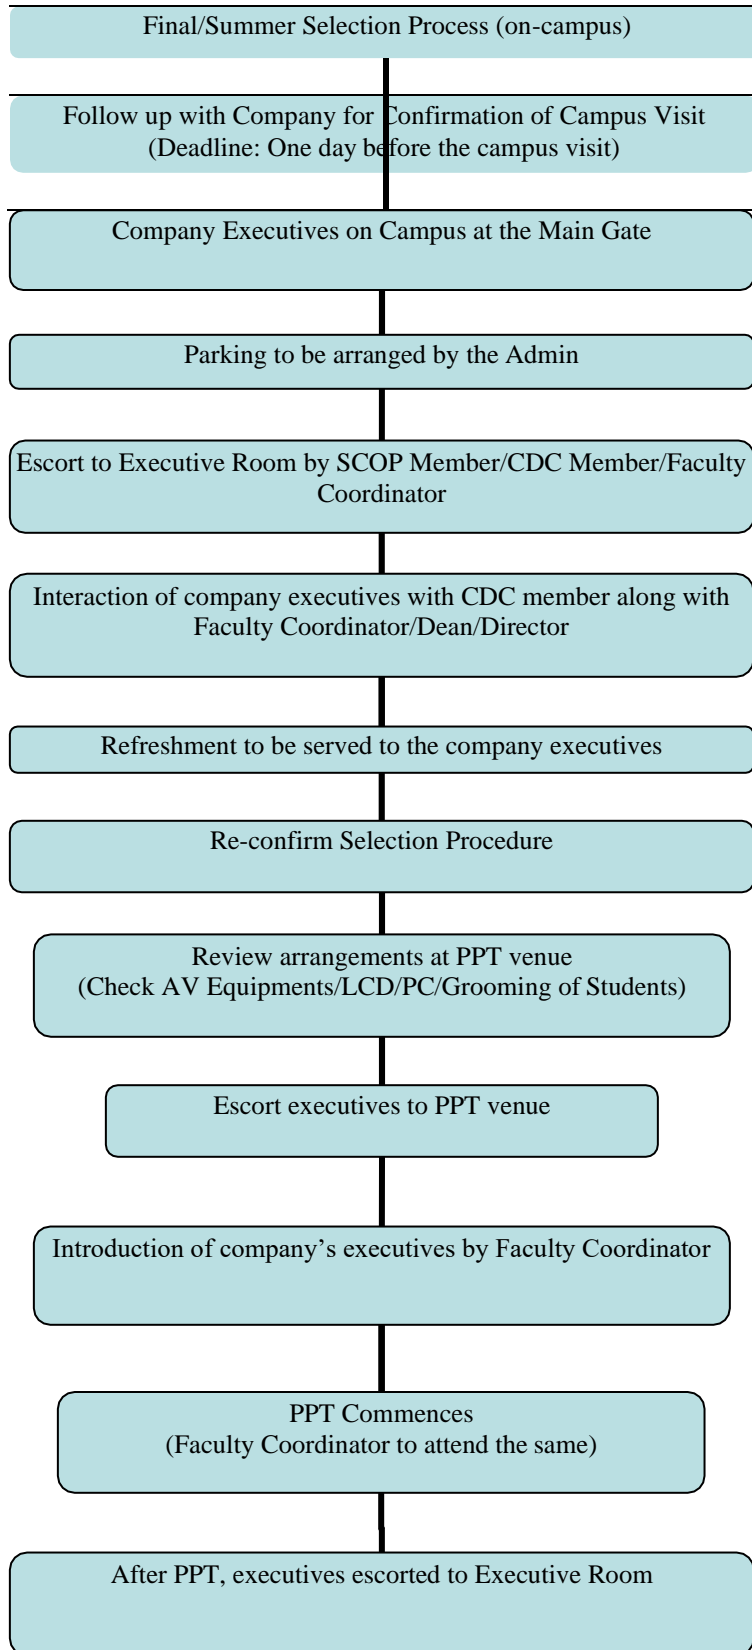 Final/Summer Selection Process (on-campus)
Follow up with Company for Confirmation of Campus Visit
(Deadline: One day before the campus visit)
Company Executives on Campus at the Main Gate
Parking to be arranged by the Admin
Escort to Executive Room by SCOP Member/CDC Member/Faculty
Coordinator
Interaction of company executives with CDC member along with
Faculty Coordinator/Dean/Director
Refreshment to be served to the company executives
Re-confirm Selection Procedure
Review arrangements at PPT venue
(Check AV Equipments/LCD/PC/Grooming of Students)
Escort executives to PPT venue
Introduction of company’s executives by Faculty Coordinator
PPT Commences
(Faculty Coordinator to attend the same)
After PPT, executives escorted to Executive Room